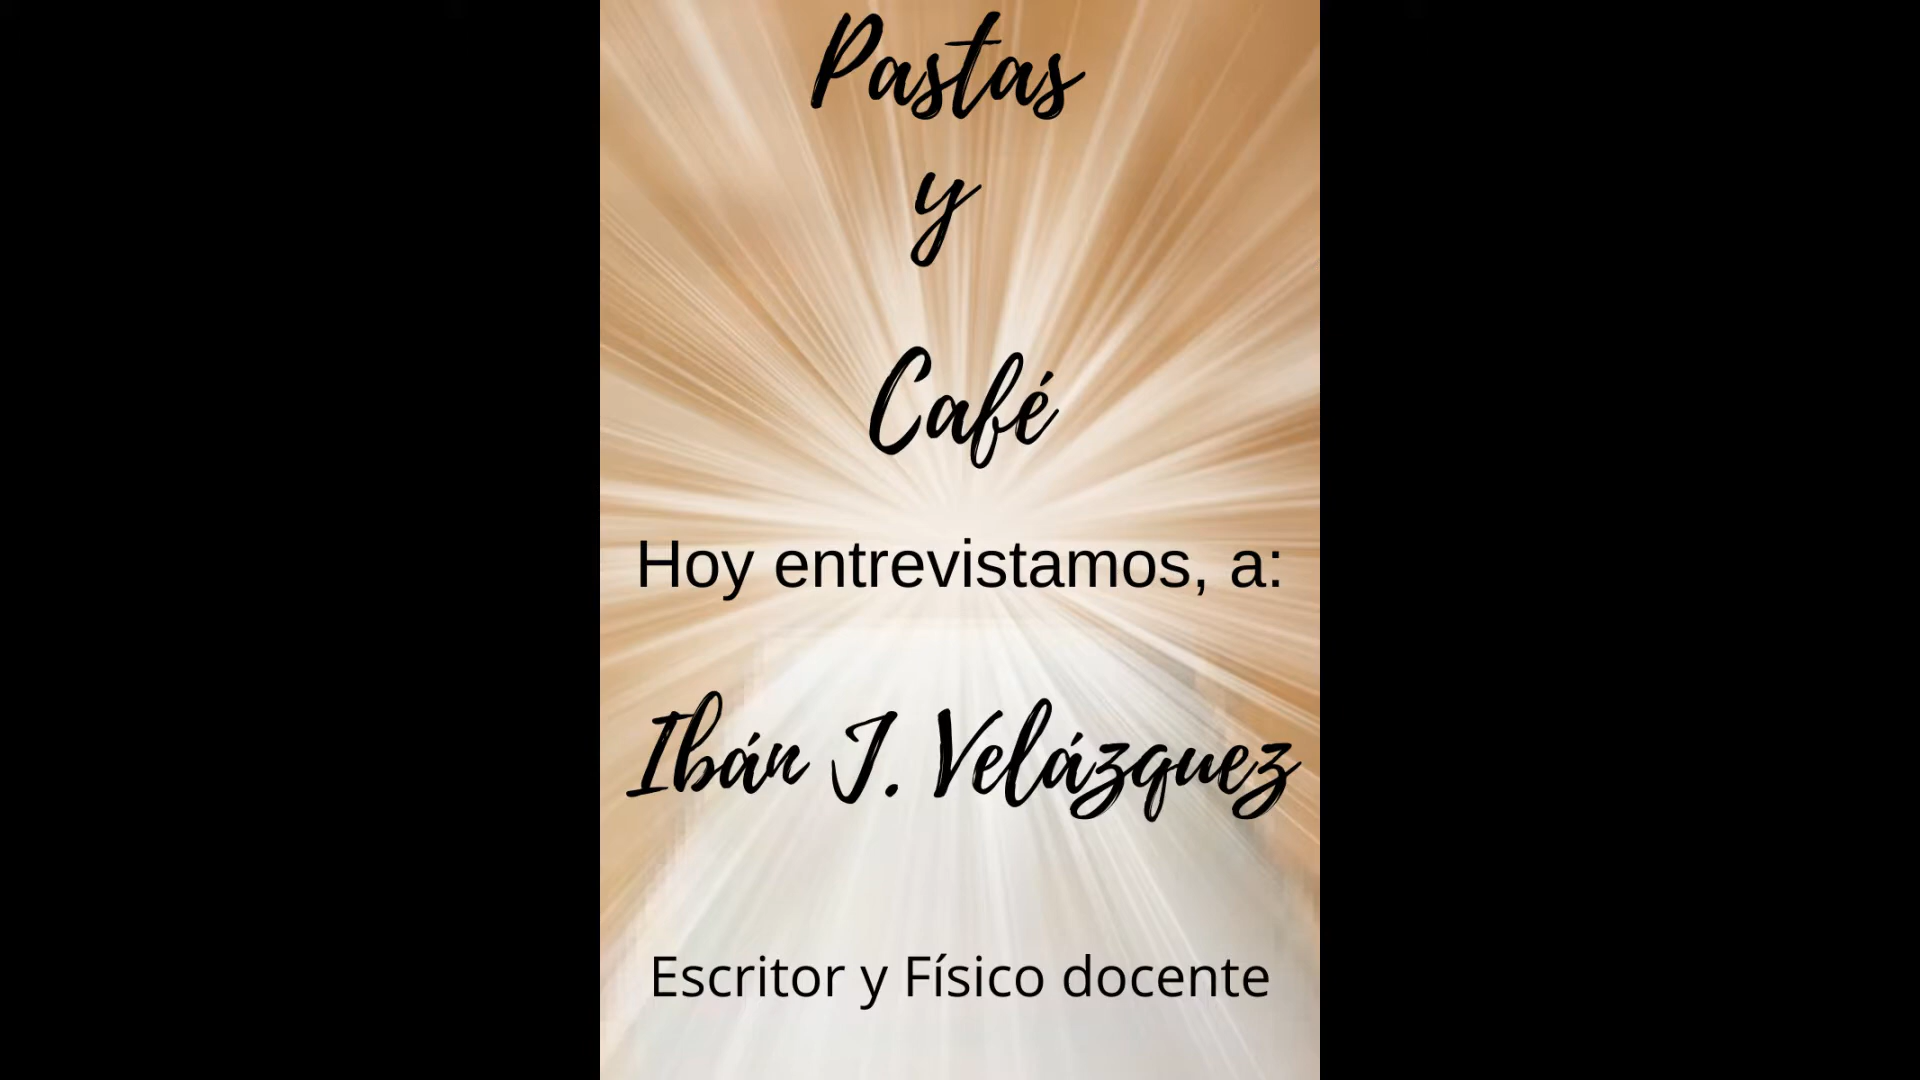 Pastas
y
Café
Hoy entrevistamos, a:
Ibán J. Velázquez
Escritor y Físico docente